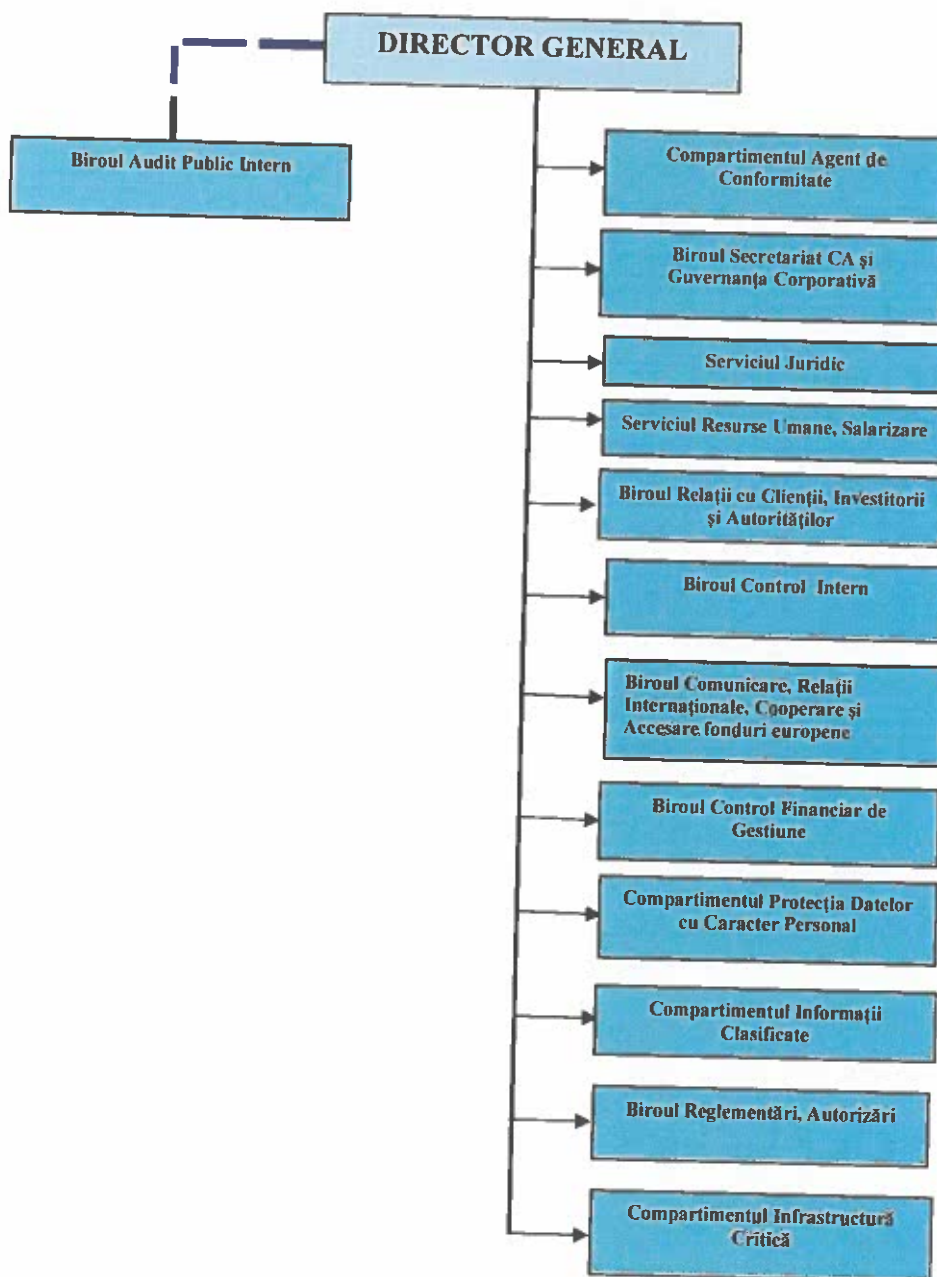 DIRECTOR GENERAL
Biroul Audit Public Intern
Compartimentul Agent de
Conformitate
Biroul Secretariat CA și
Guvernanța Corporativă
Serviciul Juridic
Serviciul Resurse Umane, Salarizare
Biroul Relații cu Clienții, Investitorii
și Autorităților
Biroul Control Intern
Biroul Comunicare, Relații
Internaționale, Cooperare și
Accesare fonduri europene
Biroul Control Financiar de
Gestiune
Compartimentul Protecția Datelor
cu Caracter Personal
Compartimentul Informații
Clasificate
Biroul Reglementări, Autorizări
Compartimentul Infrastructură
Critică